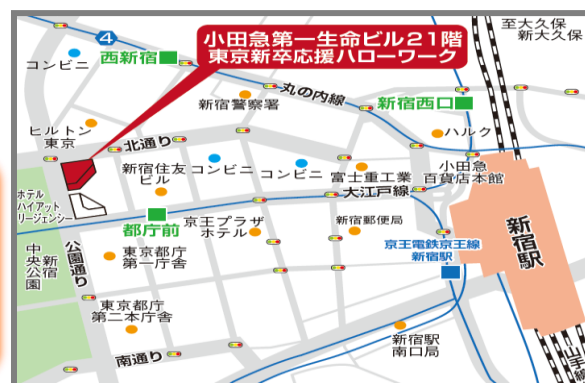 小田急第一生命ビル21階
東京新卒応援ハローワーク
至大久保
新大久保
4
コンビニ
西新宿
丸の内線
新宿警察署
新宿西口
ヒルトン
東京
北通り
ハルク
新宿住友
ビル
コンビニ
コンビニ
富士重工業
小田急
百貨店本館
大江戸線
ホテル
ハイアット
リージェンシー
都庁前
京王プラザ
ホテル
新宿郵便局
新宿駅
京王電鉄京王線
新宿駅
新宿
中央公園
公園通り
東京都庁
第一庁舎
東京都庁
第二本庁舎
南通り
新宿駅
南口局
山手線